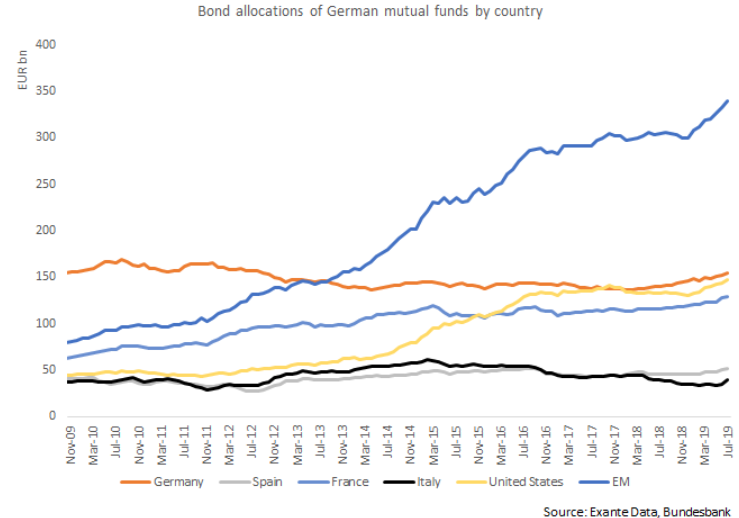 Bond allocations of German mutual funds by country
EUR bn
400
350
300
250
200
150
100
50
0
Nov-09
Mar-10
Jul-10
Nov-10
Mar-11
Jul-11
Nov-11
Mar-12
Jul-12
Nov-12
Mar-13
Jul-13
Nov-13
Mar-14
Jul-14
Nov-14
Mar-15
Jul-15
Nov-15
Mar-16
Jul-16
Nov-16
Mar-17
Jul-17
Nov-17
Mar-18
Jul-18
Nov-18
Mar-19
Jul-19
Germany Spain France Italy United States EM
Source: Exante Data, Bundesbank